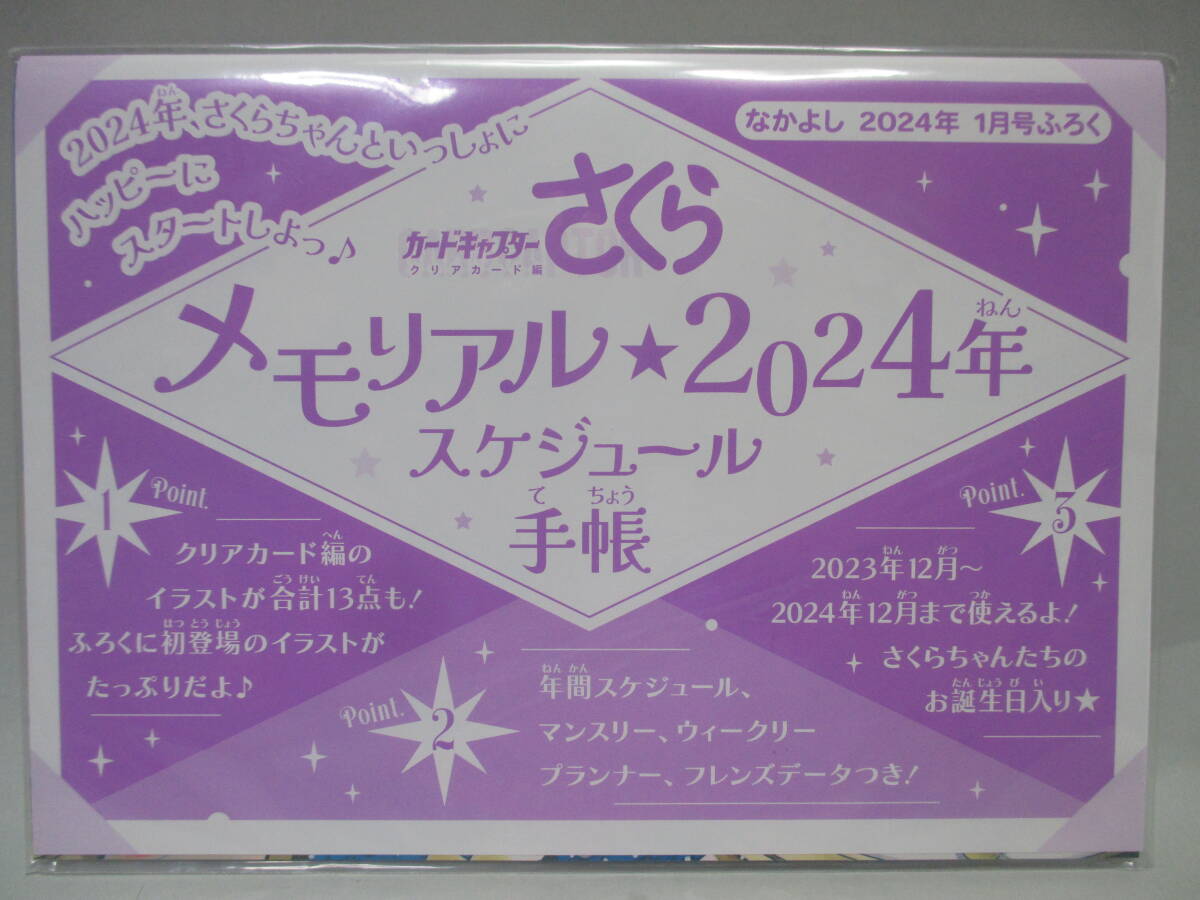 2024年、さくらちゃんといっしょに
ハッピーに
スタートしよっ♪
なかよし 2024年 1月号ふろく
カードキャプター さくら
クリアカード編
メモリアル★2024年
スケジュール
手帳
Point. 1
クリアカード編の
イラストが合計13点も!
ふろくに初登場のイラストが
たっぷりだよ♪
Point. 2
年間スケジュール、
マンスリー、ウィークリー
プランナー、フレンズデータつき!
Point. 3
2023年12月～
2024年12月まで使えるよ!
さくらちゃんたちの
お誕生日入り★